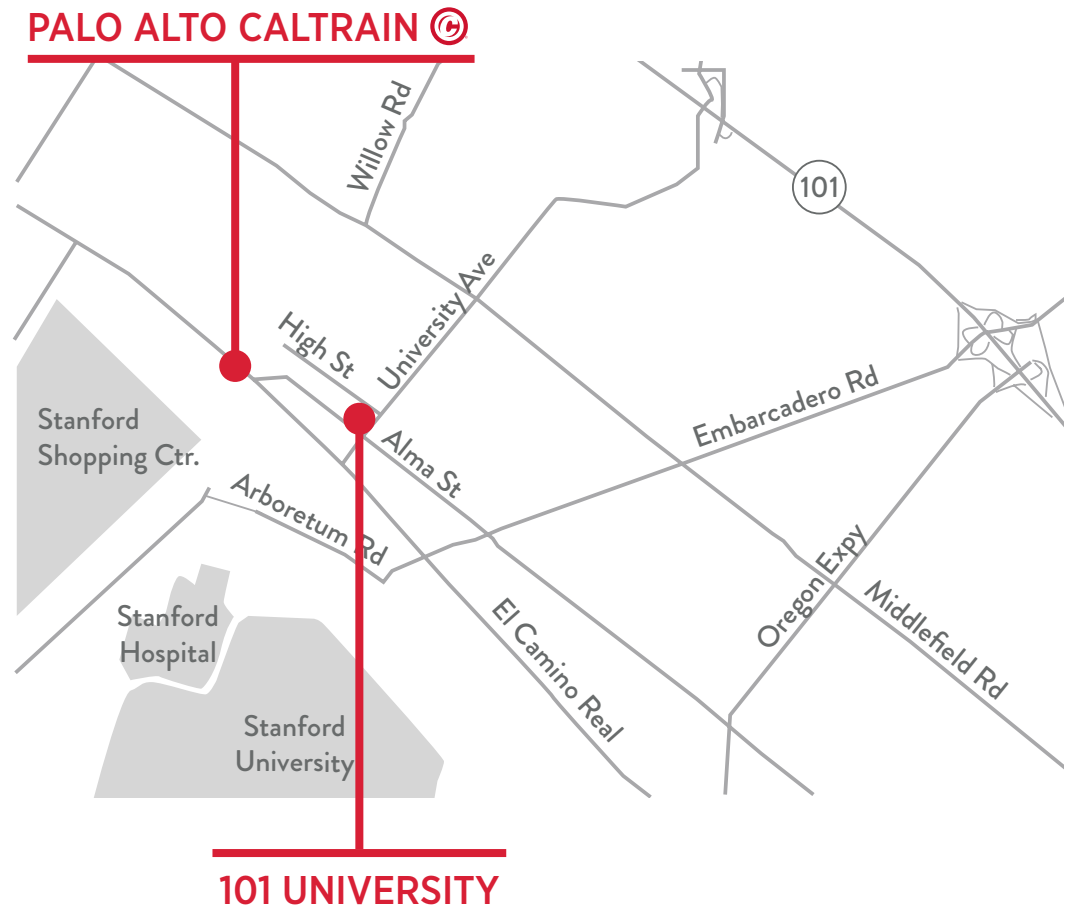 PALO ALTO CALTRAIN C
Willow Rd
101
University Ave
High St
Embarcadero Rd
Stanford
Shopping Ctr.
Alma St
Arboretum Rd
Oregon Expy
Middlefield Rd
Stanford
Hospital
El Camino Real
Stanford
University
101 UNIVERSITY